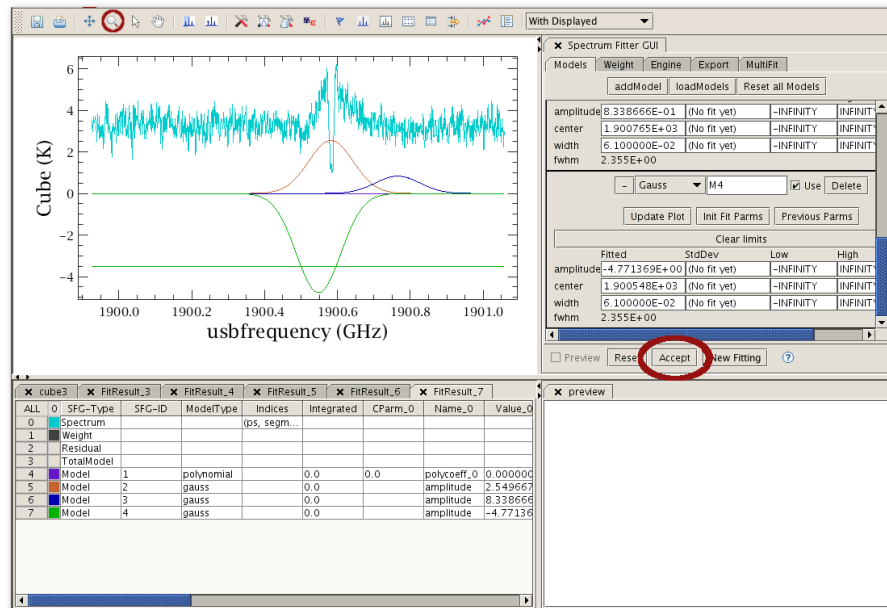 With Displayed
Spectrum Fitter GUI
Models Weight Engine Export MultiFit
addModel loadModels Reset all Models
amplitude 8.338666E-01 (No fit yet) -INFINITY INFINIT
center 1.900765E+03 (No fit yet) -INFINITY INFINIT
width 6.100000E-02 (No fit yet) -INFINITY INFINIT
fwhm 2.355E+00
- Gauss M4 Use Delete
Update Plot Init Fit Parms Previous Parms
Clear limits
Fitted StdDev Low High
amplitude -4.771369E+00 (No fit yet) -INFINITY INFINIT
center 1.900548E+03 (No fit yet) -INFINITY INFINIT
width 6.100000E-02 (No fit yet) -INFINITY INFINIT
fwhm 2.355E+00
Preview Rese Accept New Fitting ?
6
4
2
0
-2
-4
Cube (K)
1900.0 1900.2 1900.4 1900.6 1900.8 1901.0
usbfrequency (GHz)
cube3 FitResult_3 FitResult_4 FitResult_5 FitResult_6 FitResult_7
ALL 0 SFG-Type SFG-ID ModelType Indices Integrated CParm_0 Name_0 Value_0
0 Spectrum (ps, segm...
1 Weight
2 Residual
3 TotalModel
4 Model 1 polynomial 0.0 0.0 polycoeff_0 0.000000
5 Model 2 gauss 0.0 amplitude 2.549667
6 Model 3 gauss 0.0 amplitude 8.338666
7 Model 4 gauss 0.0 amplitude -4.77136
preview